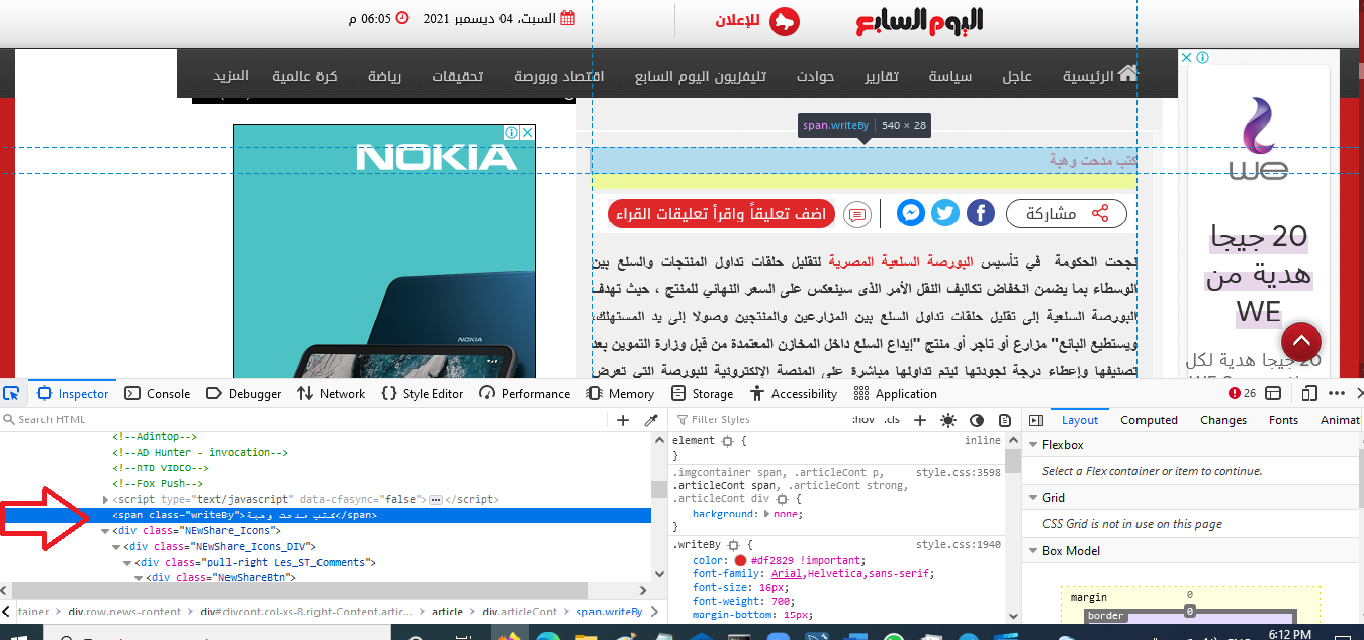 السبت، 04 ديسمبر 2021 06:05 م
للإعلان
اليوم السابع
الرئيسية عاجل سياسة تقارير حوادث تليفزيون اليوم السابع اقتصاد وبورصة تحقيقات رياضة كرة عالمية المزيد
NOKIA
span.writeBy 540 × 28
كتب مدحت وهبة
مشاركة
اضف تعليقاً واقرأ تعليقات القراء
نجحت الحكومة في تأسيس البورصة السلعية المصرية لتقليل حلقات تداول المنتجات والسلع بين
الوسطاء بما يضمن انخفاض تكاليف النقل الأمر الذى سينعكس على السعر النهائي للمنتج ، حيث تهدف
البورصة السلعية إلى تقليل حلقات تداول السلع بين المزارعين والمنتجين وصولا إلى يد المستهلك،
ويستطيع البائع" مزارع أو تاجر أو منتج "إيداع السلع داخل المخازن المعتمدة من قبل وزارة التموين بعد
تصنيفها وإعطاء درجة لجودتها ليتم تداولها مباشرة على المنصة الإلكترونية للبورصة التي تعرض
NOKIA
20 جيجا
هدية من
WE
20 جيجا هدية لكل
Inspector Console Debugger Network Style Editor Performance Memory Storage Accessibility Application 26
Search HTML
<!--Adintop-->
<!--AD Hunter - invocation-->
<!--RTB VIDEO-->
<!--Fox Push-->
<script type="text/javascript" data-cfasync="false"></script>
<span class="writeBy">كتب مدحت وهبة</span>
<div class="NEwShare_Icons">
<div class="NEwShare_Icons_DIV">
<div class="pull-right Les_ST_Comments">
<div class="NewShareBtn">
tainer div.row.news-content div#divcont.col-xs-8.right-Content.artic... article div.articleCont span.writeBy
Filter Styles :hov .cls
element { inline
}
.imgcontainer span, .articleCont p, style.css:3598
.articleCont span, .articleCont strong,
.articleCont div {
background: none;
}
.writeBy { style.css:1940
color: #df2829 !important;
font-family: Arial,Helvetica,sans-serif;
font-size: 16px;
font-weight: 700;
margin-bottom: 15px;
Layout Computed Changes Fonts Animat
Flexbox
Select a Flex container or item to continue.
Grid
CSS Grid is not in use on this page
Box Model
margin 0
border 0
6:12 PM